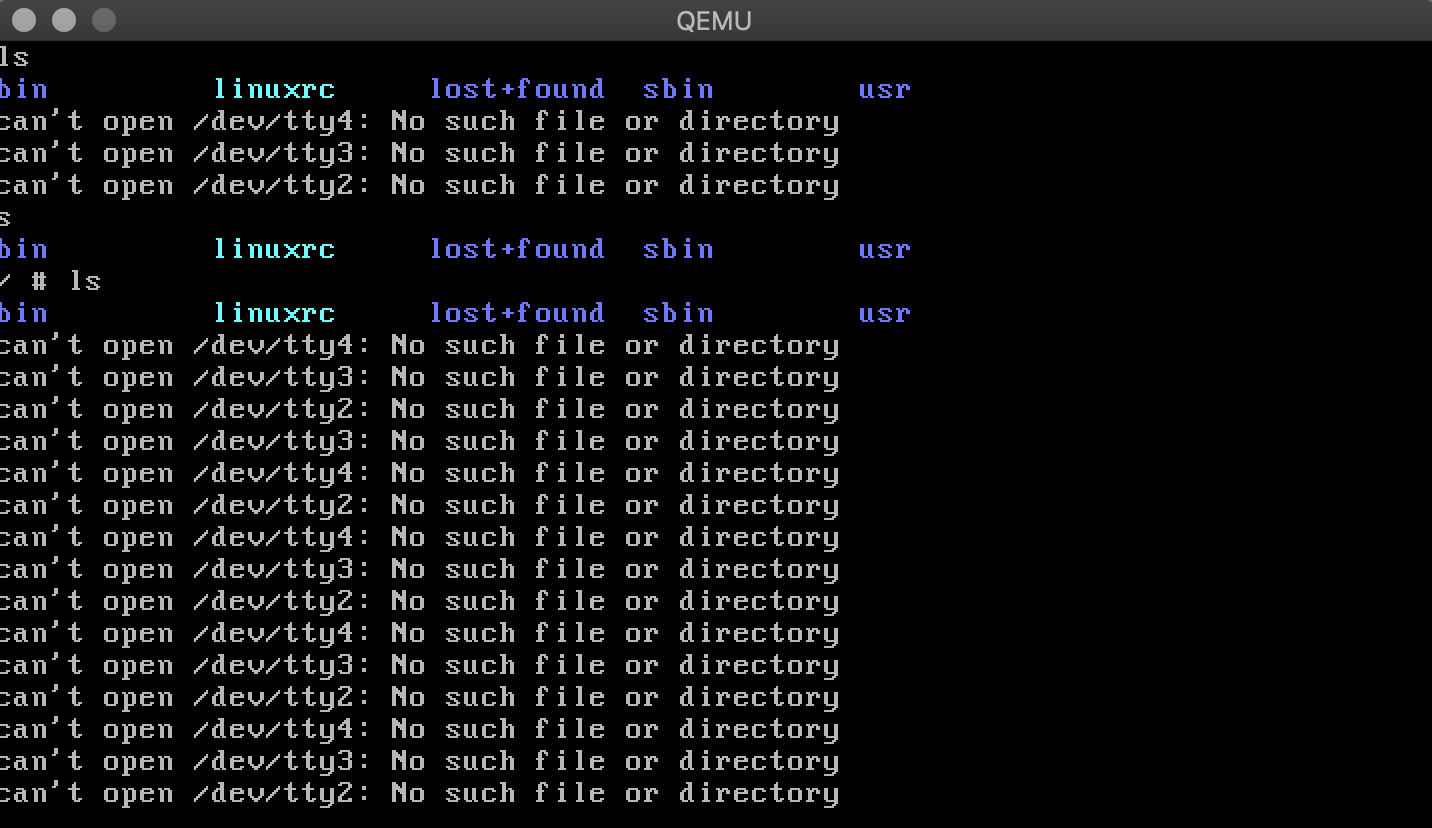 QEMU
ls
bin linuxrc lost+found sbin usr
can't open /dev/tty4: No such file or directory
can't open /dev/tty3: No such file or directory
can't open /dev/tty2: No such file or directory
s
bin linuxrc lost+found sbin usr
/ # ls
bin linuxrc lost+found sbin usr
can't open /dev/tty4: No such file or directory
can't open /dev/tty3: No such file or directory
can't open /dev/tty2: No such file or directory
can't open /dev/tty3: No such file or directory
can't open /dev/tty4: No such file or directory
can't open /dev/tty2: No such file or directory
can't open /dev/tty4: No such file or directory
can't open /dev/tty3: No such file or directory
can't open /dev/tty2: No such file or directory
can't open /dev/tty4: No such file or directory
can't open /dev/tty3: No such file or directory
can't open /dev/tty2: No such file or directory
can't open /dev/tty4: No such file or directory
can't open /dev/tty3: No such file or directory
can't open /dev/tty2: No such file or directory